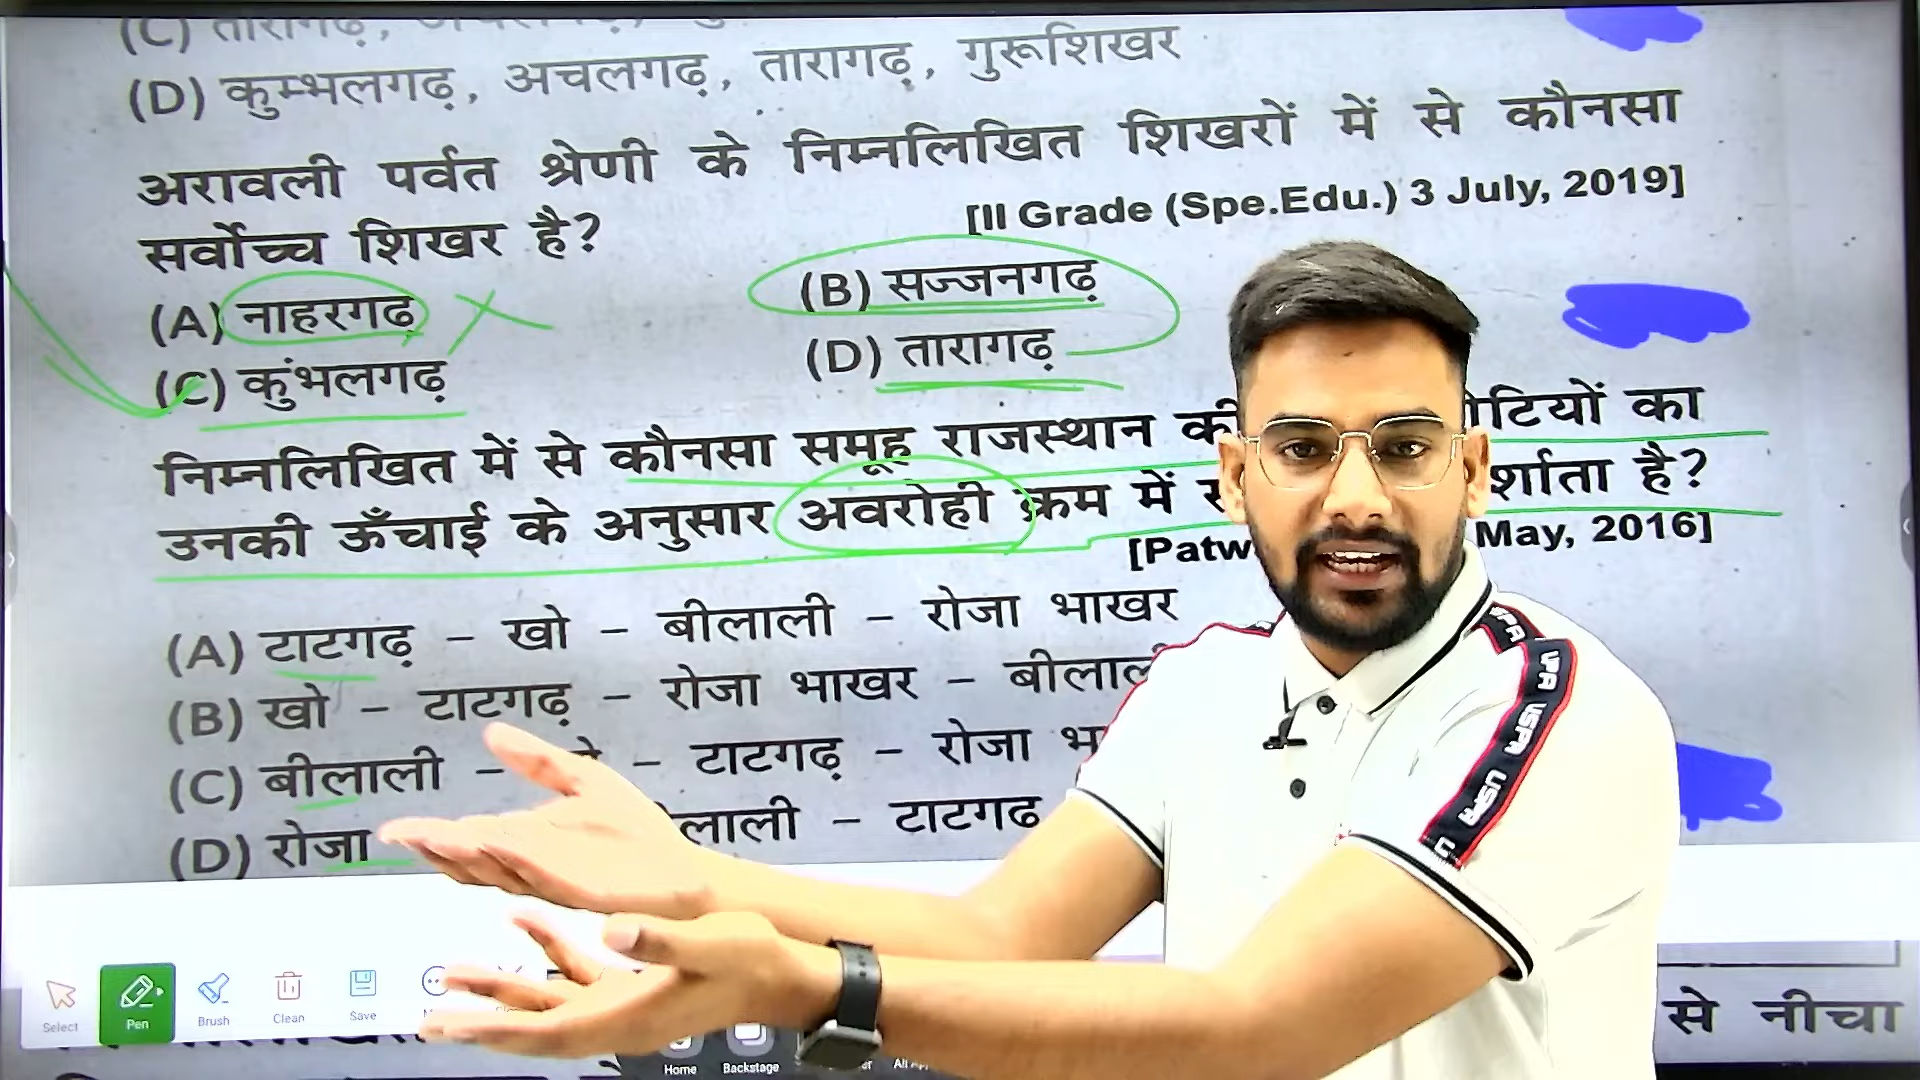 (D) कुम्भलगढ़, अचलगढ़, तारागढ़, गुरूशिखर
अरावली पर्वत श्रेणी के निम्नलिखित शिखरों में से कौनसा
सर्वोच्च शिखर है?
[II Grade (Spe.Edu.) 3 July, 2019]
(A) नाहरगढ़ (B) सज्जनगढ़
(C) कुंभलगढ़ (D) तारागढ़
निम्नलिखित में से कौनसा समूह राजस्थान का
उनकी ऊँचाई के अनुसार अवरोही क्रम में है?
May, 2016]
(A) टाटगढ़ – खो – बीलाली – रोजा भाखर
(B) खो – टाटगढ़ – रोजा भाखर –
(C) बीलाली – – टाटगढ़ – रोजा
(D) रोजा – टाटगढ
Select Pen Brush Clean Save
से नीचा
Home Backstage
USPA